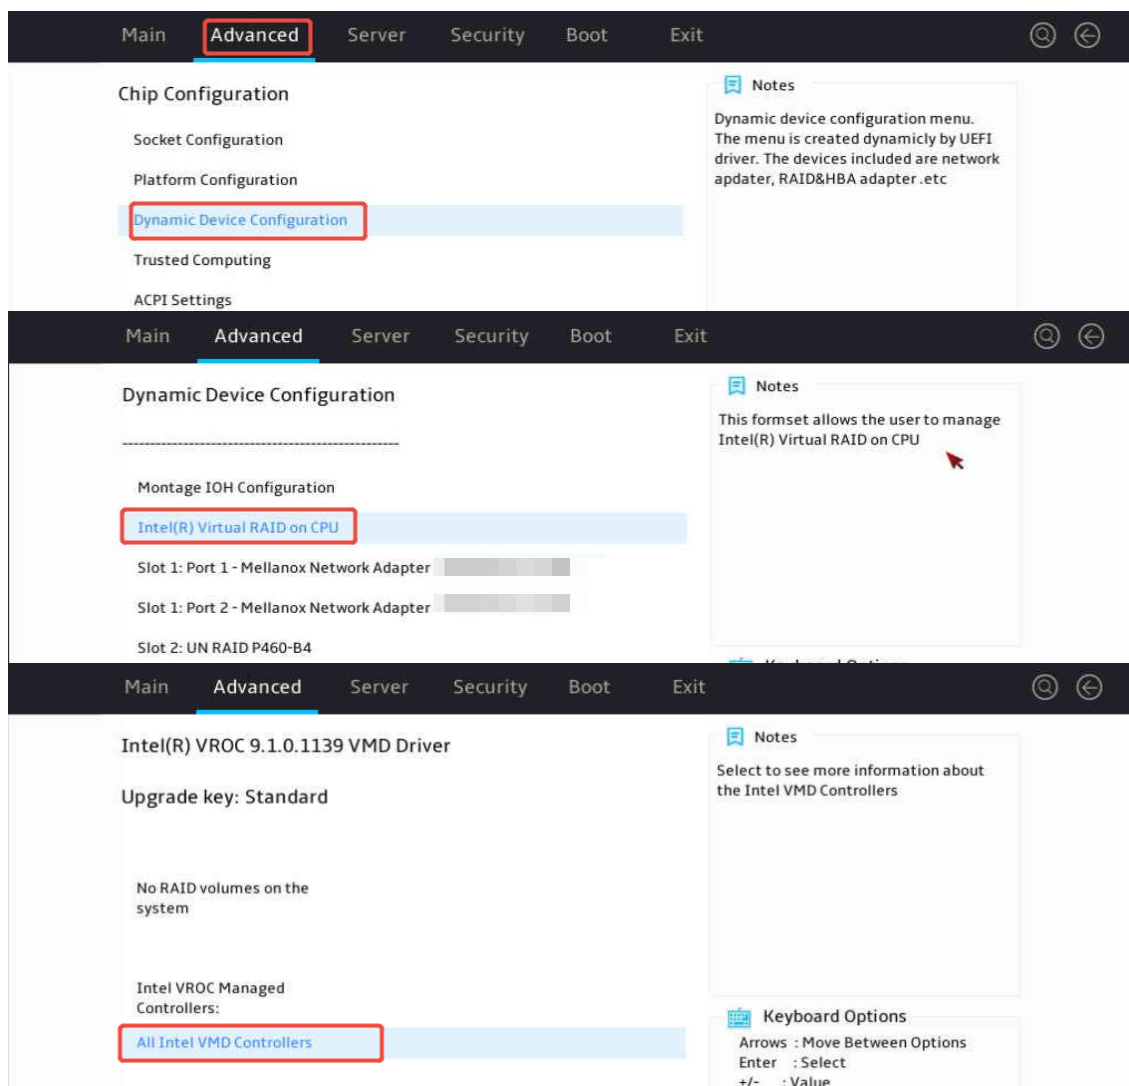 Main Advanced Server Security Boot Exit
Chip Configuration
Socket Configuration
Platform Configuration
Dynamic Device Configuration
Trusted Computing
ACPI Settings
Notes
Dynamic device configuration menu.
The menu is created dynamicly by UEFI
driver. The devices included are network
apdater, RAID&HBA adapter .etc
Main Advanced Server Security Boot Exit
Dynamic Device Configuration
--------------------------------------------------
Montage IOH Configuration
Intel(R) Virtual RAID on CPU
Slot 1: Port 1 - Mellanox Network Adapter
Slot 1: Port 2 - Mellanox Network Adapter
Slot 2: UN RAID P460-B4
Notes
This formset allows the user to manage
Intel(R) Virtual RAID on CPU
Main Advanced Server Security Boot Exit
Intel(R) VROC 9.1.0.1139 VMD Driver
Upgrade key: Standard
No RAID volumes on the
system
Intel VROC Managed
Controllers:
All Intel VMD Controllers
Notes
Select to see more information about
the Intel VMD Controllers
Keyboard Options
Arrows : Move Between Options
Enter : Select
+/- : Value